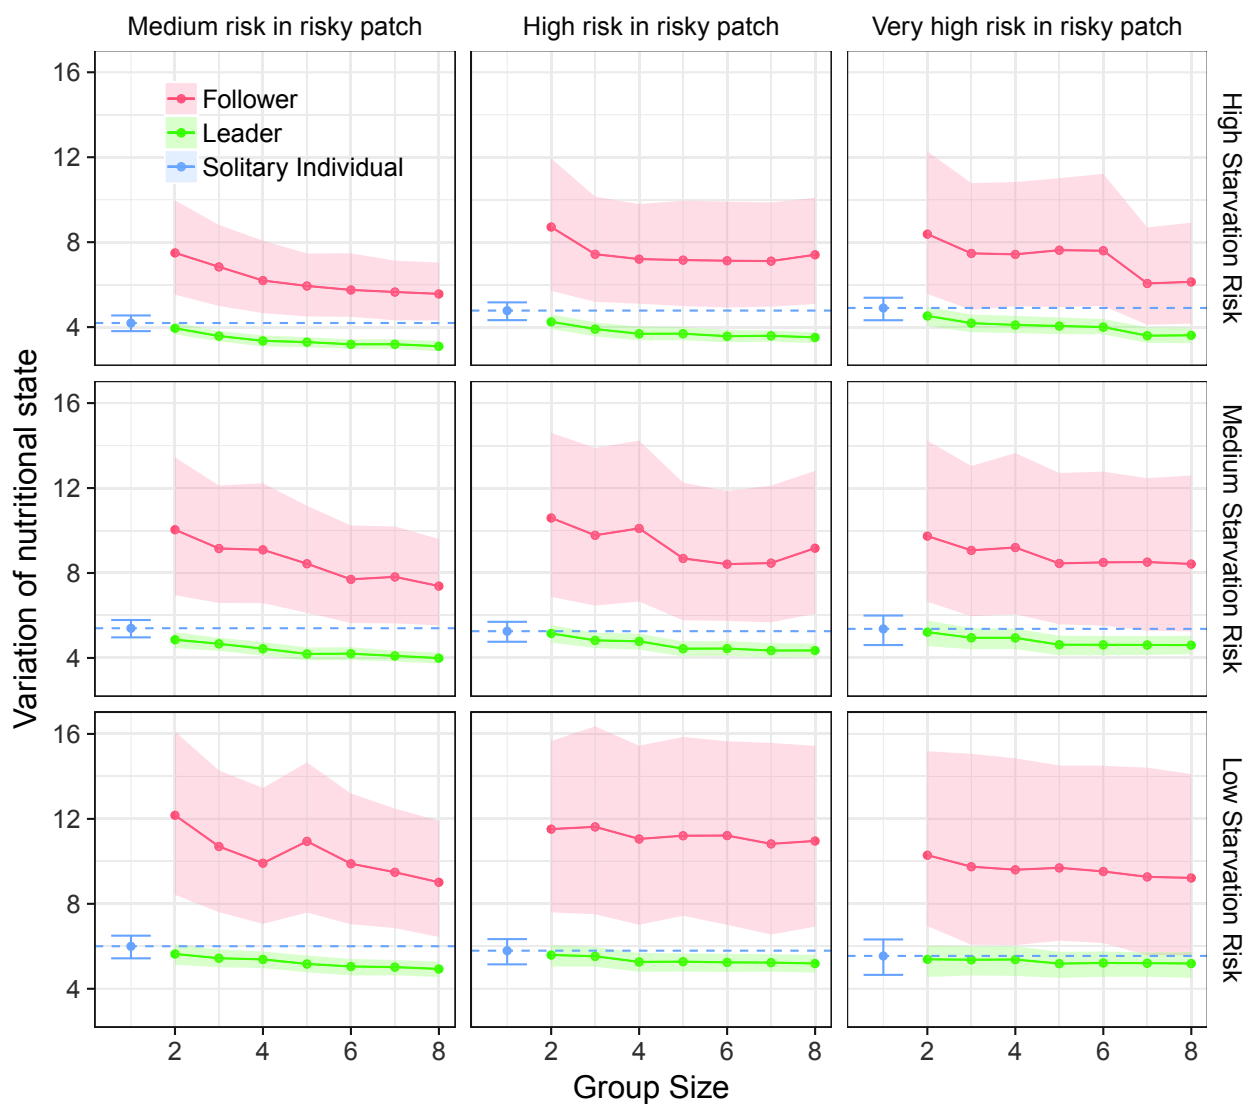 Medium risk in risky patch
High risk in risky patch
Very high risk in risky patch
Follower
Leader
Solitary Individual
16
12
8
4
High Starvation Risk
Variation of nutritional state
16
12
8
4
Medium Starvation Risk
16
12
8
4
Low Starvation Risk
2 4 6 8
2 4 6 8
2 4 6 8
Group Size